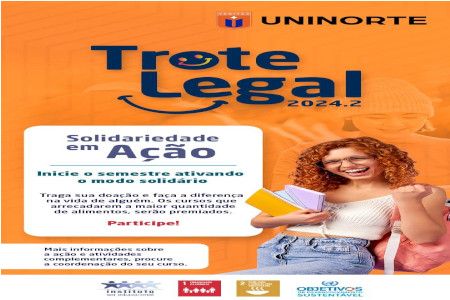 UNINORTE
Trote
Legal
2024.2
Solidariedade
em Ação
Inicie o semestre ativando
o modo solidário
Traga sua doação e faça a diferença
na vida de alguém. Os cursos que
arrecadarem a maior quantidade
de alimentos, serão premiados.
Participe!
Mais informações sobre
a ação e atividades
complementares, procure
a coordenação do seu curso.
instituto
OBJETIVOS
SUSTENTÁVEL